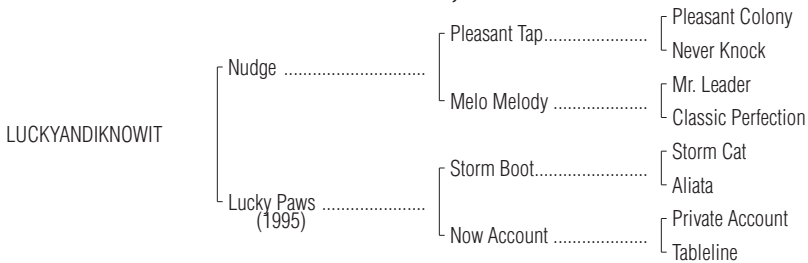 Pleasant Colony
Pleasant Tap......................
Never Knock
Nudge ..............................
Mr. Leader
Melo Melody ....................
Classic Perfection
LUCKYANDIKNOWIT
Storm Cat
Storm Boot........................
Aliata
Lucky Paws ......................
(1995)
Private Account
Now Account ....................
Tableline